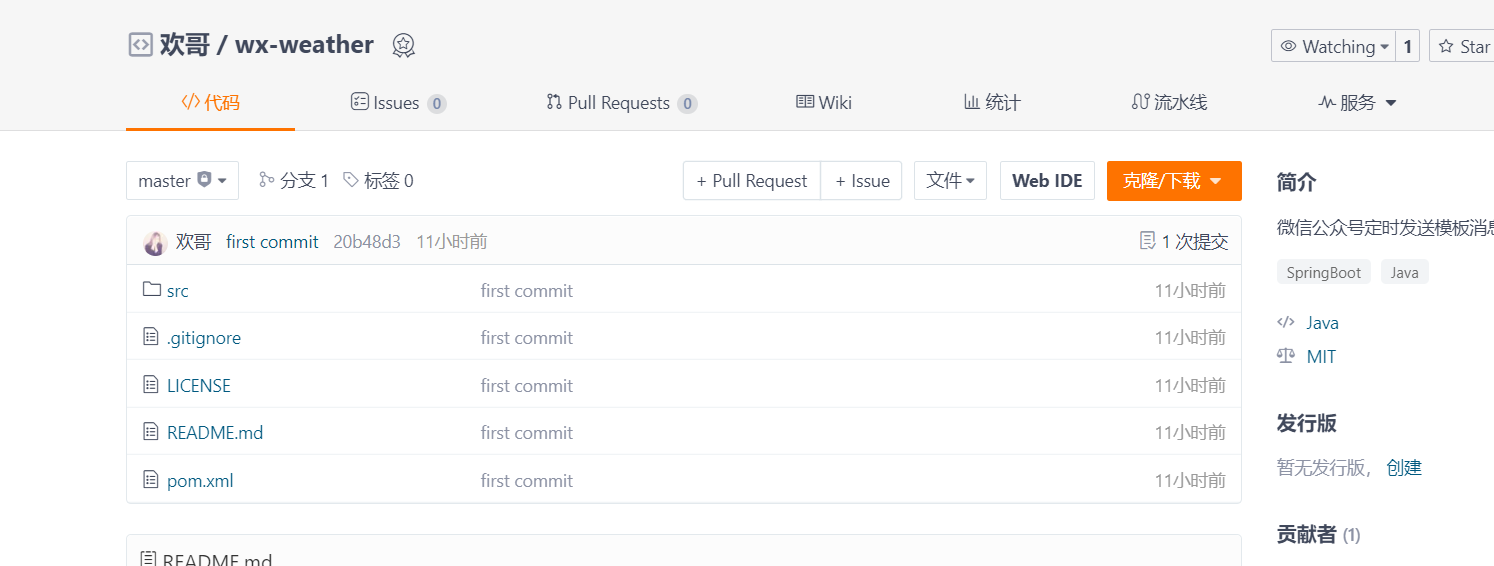 欢哥 / wx-weather
Watching 1 Star
代码 Issues 0 Pull Requests 0 Wiki 统计 流水线 服务
master 分支 1 标签 0 + Pull Request + Issue 文件 Web IDE 克隆/下载
简介
微信公众号定时发送模板消息
欢哥 first commit 20b48d3 11小时前 1 次提交
SpringBoot Java
src first commit 11小时前
Java
.gitignore first commit 11小时前
MIT
LICENSE first commit 11小时前
发行版
README.md first commit 11小时前
暂无发行版， 创建
pom.xml first commit 11小时前
贡献者 (1)
README.md